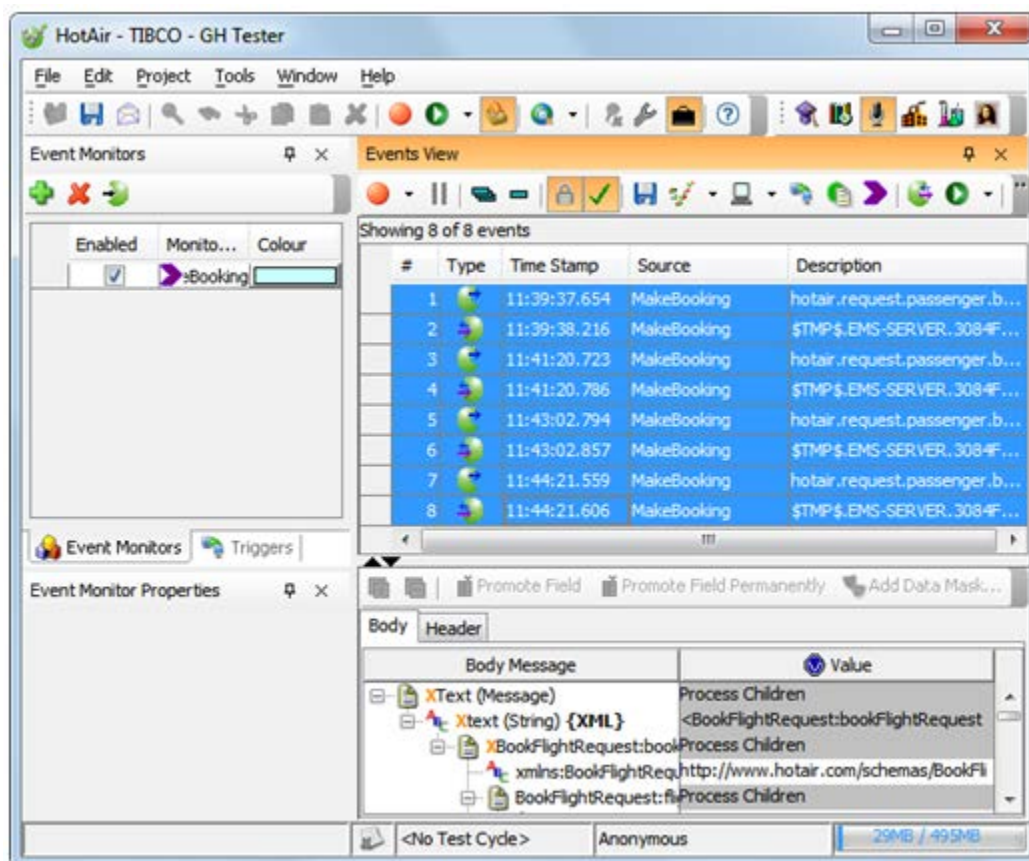 HotAir - TIBCO - GH Tester
File Edit Project Tools Window Help
Event Monitors
Enabled Monito... Colour
:Booking
Event Monitors Triggers
Event Monitor Properties
Events View
Showing 8 of 8 events
# Type Time Stamp Source Description
1 11:39:37.654 MakeBooking hotair.request.passenger.b...
2 11:39:38.216 MakeBooking $TMP$.EMS-SERVER.3084F...
3 11:41:20.723 MakeBooking hotair.request.passenger.b...
4 11:41:20.786 MakeBooking $TMP$.EMS-SERVER.3084F...
5 11:43:02.794 MakeBooking hotair.request.passenger.b...
6 11:43:02.857 MakeBooking $TMP$.EMS-SERVER.3084F...
7 11:44:21.559 MakeBooking hotair.request.passenger.b...
8 11:44:21.606 MakeBooking $TMP$.EMS-SERVER.3084F...
Promote Field Promote Field Permanently Add Data Mask...
Body Header
Body Message Value
XText (Message) Process Children
Xtext (String) {XML} <BookFlightRequest:bookFlightRequest
XBookFlightRequest:book Process Children
xmlns:BookFlightReq http://www.hotair.com/schemas/BookFli
BookFlightRequest:fli Process Children
<No Test Cycle> Anonymous 29MB / 495MB